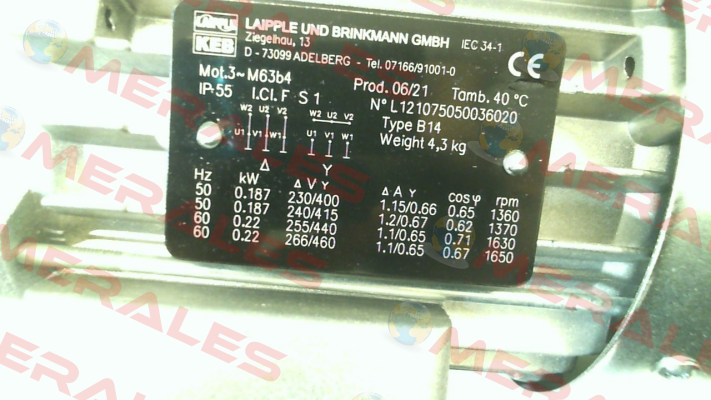 LAIPPLE
KEB
LAIPPLE UND BRINKMANN GMBH IEC 34-1
Ziegelhau, 13
D - 73099 ADELBERG - Tel. 07166/91001-0
CE
Mot.3~ M63b4 Prod. 06/21 Tamb. 40 °C
IP-55 I.Cl. F S 1 N° L121075050036020
Type B14
Weight 4,3 kg
W2 U2 V2 W2 U2 V2
U1 V1 W1 U1 V1 W1
Δ Y
Hz kW Δ V Y Δ A Y cosφ rpm
50 0.187 230/400 1.15/0.66 0.65 1360
50 0.187 240/415 1.2/0.67 0.62 1370
60 0.22 255/440 1.1/0.65 0.71 1630
60 0.22 266/460 1.1/0.65 0.67 1650
MERALES
MERALES
MERALES
MERALES
MERALES